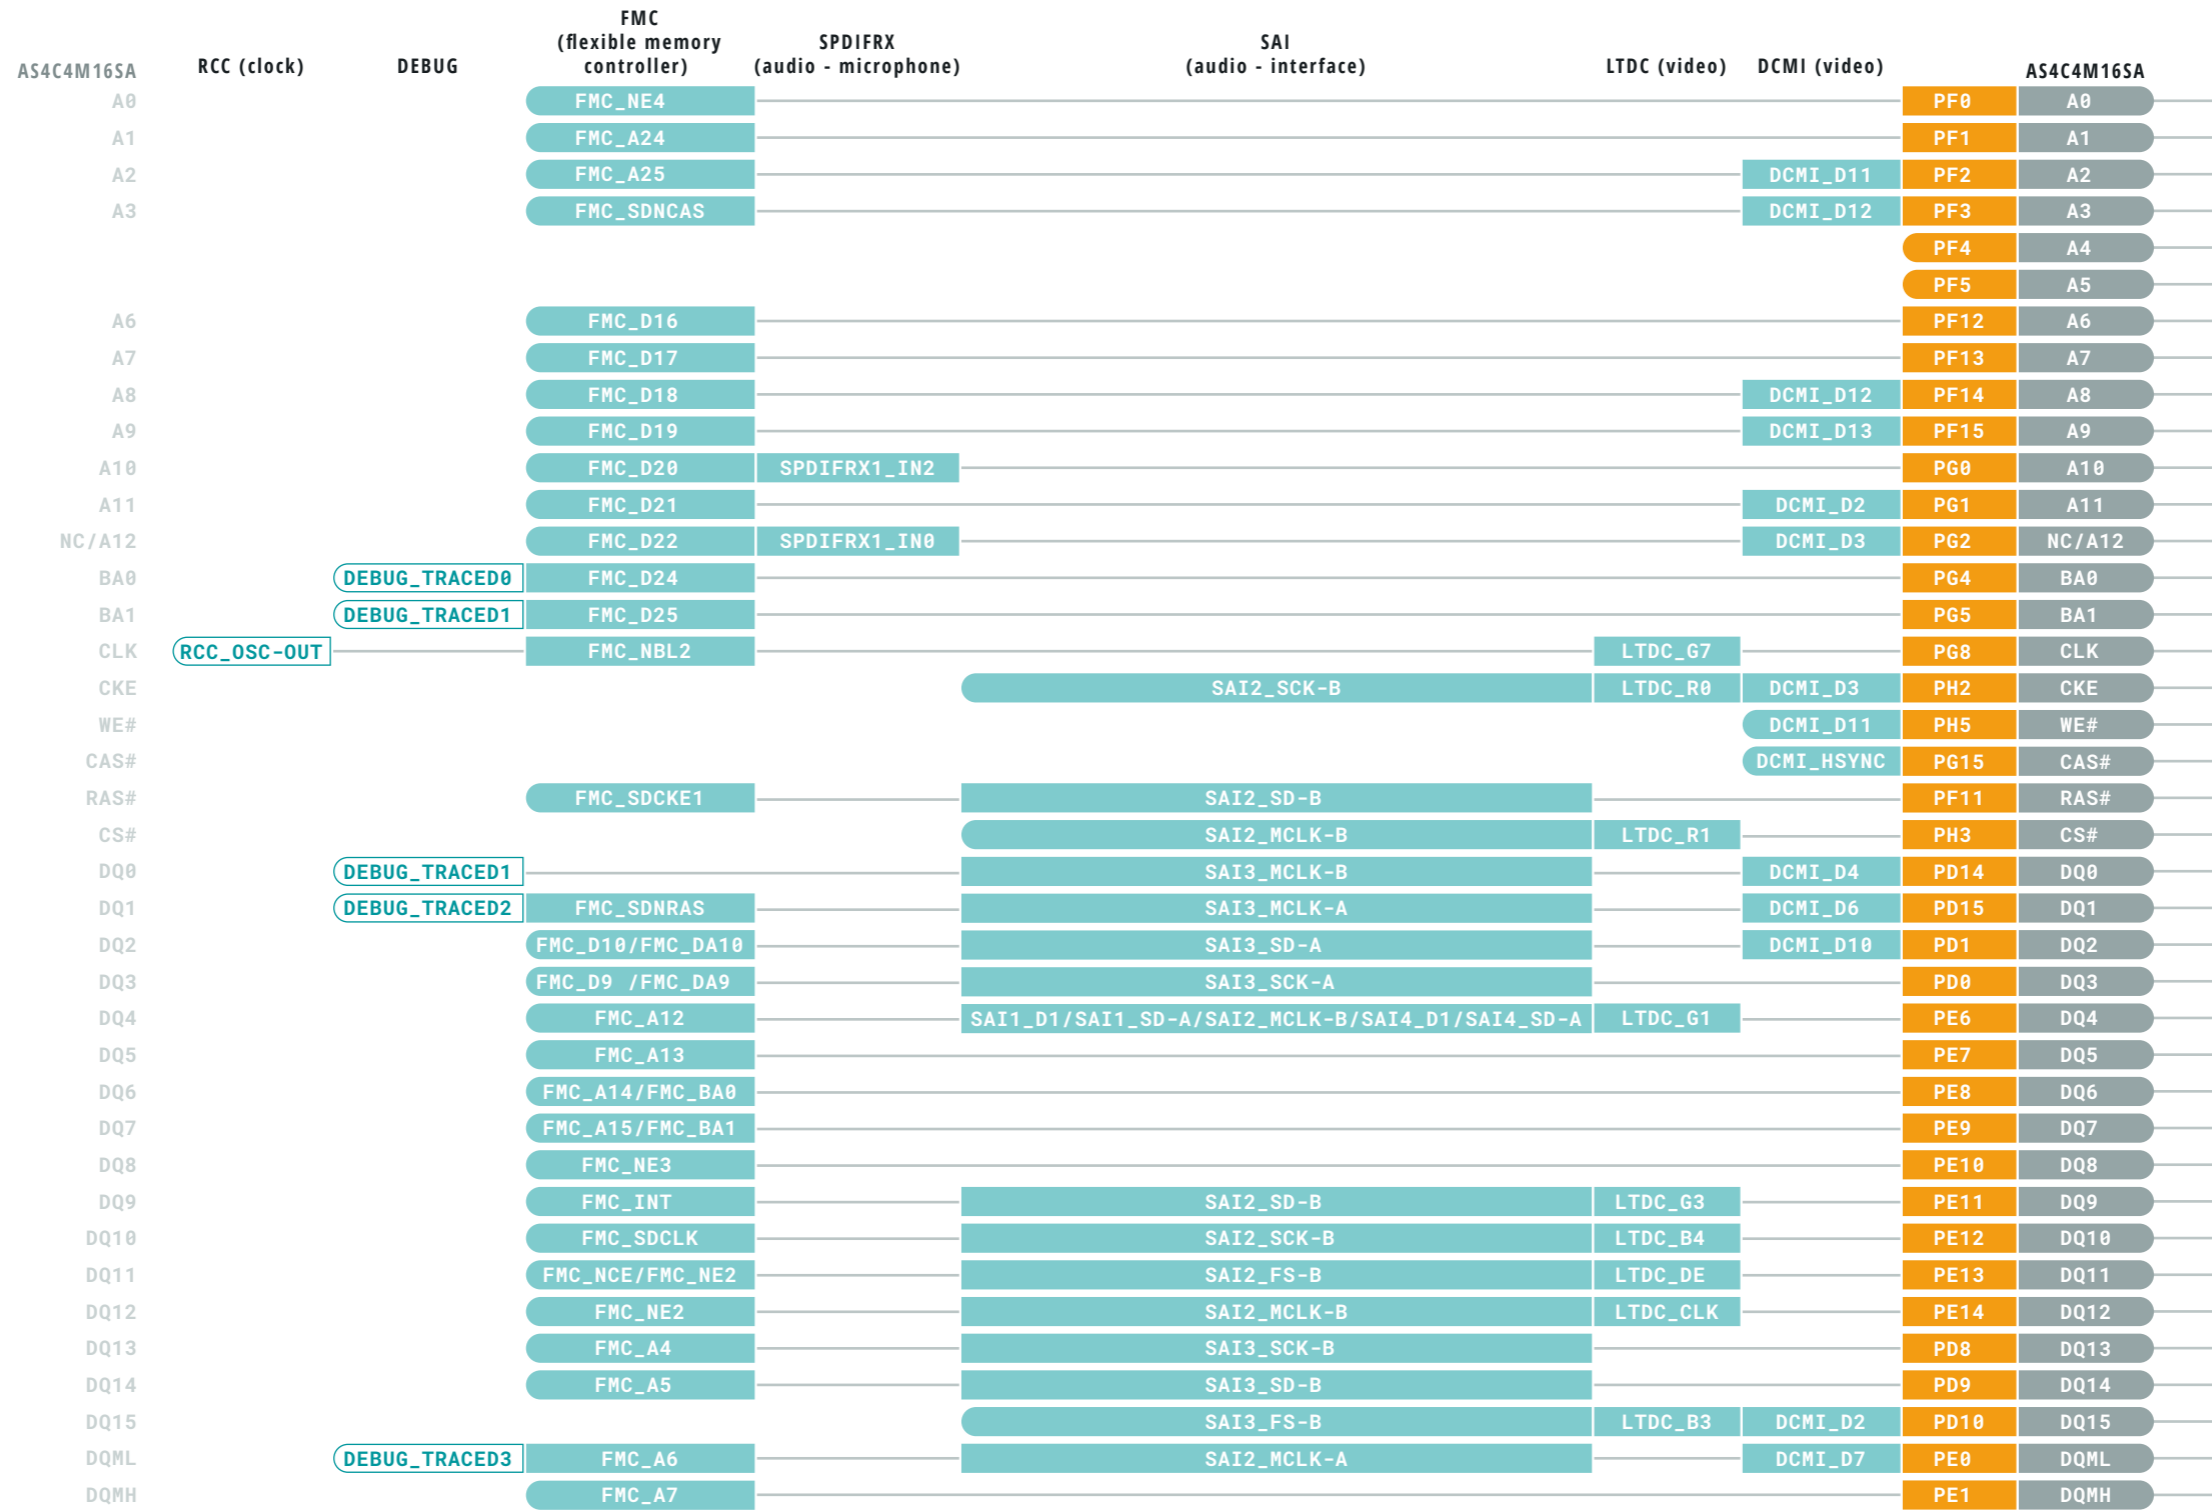 FMC
(flexible memory
controller)
SPDIFRX
(audio - microphone)
SAI
(audio - interface)
AS4C4M16SA RCC (clock) DEBUG LTDC (video) DCMI (video) AS4C4M16SA
A0 FMC_NE4 PF0 A0
A1 FMC_A24 PF1 A1
A2 FMC_A25 DCMI_D11 PF2 A2
A3 FMC_SDNCAS DCMI_D12 PF3 A3
PF4 A4
PF5 A5
A6 FMC_D16 PF12 A6
A7 FMC_D17 PF13 A7
A8 FMC_D18 DCMI_D12 PF14 A8
A9 FMC_D19 DCMI_D13 PF15 A9
A10 FMC_D20 SPDIFRX1_IN2 PG0 A10
A11 FMC_D21 DCMI_D2 PG1 A11
NC/A12 FMC_D22 SPDIFRX1_IN0 DCMI_D3 PG2 NC/A12
BA0 DEBUG_TRACED0 FMC_D24 PG4 BA0
BA1 DEBUG_TRACED1 FMC_D25 PG5 BA1
CLK RCC_OSC-OUT FMC_NBL2 LTDC_G7 PG8 CLK
CKE SAI2_SCK-B LTDC_R0 DCMI_D3 PH2 CKE
WE# DCMI_D11 PH5 WE#
CAS# DCMI_HSYNC PG15 CAS#
RAS# FMC_SDCKE1 SAI2_SD-B PF11 RAS#
CS# SAI2_MCLK-B LTDC_R1 PH3 CS#
DQ0 DEBUG_TRACED1 SAI3_MCLK-B DCMI_D4 PD14 DQ0
DQ1 DEBUG_TRACED2 FMC_SDNRAS SAI3_MCLK-A DCMI_D6 PD15 DQ1
DQ2 FMC_D10/FMC_DA10 SAI3_SD-A DCMI_D10 PD1 DQ2
DQ3 FMC_D9 /FMC_DA9 SAI3_SCK-A PD0 DQ3
DQ4 FMC_A12 SAI1_D1/SAI1_SD-A/SAI2_MCLK-B/SAI4_D1/SAI4_SD-A LTDC_G1 PE6 DQ4
DQ5 FMC_A13 PE7 DQ5
DQ6 FMC_A14/FMC_BA0 PE8 DQ6
DQ7 FMC_A15/FMC_BA1 PE9 DQ7
DQ8 FMC_NE3 PE10 DQ8
DQ9 FMC_INT SAI2_SD-B LTDC_G3 PE11 DQ9
DQ10 FMC_SDCLK SAI2_SCK-B LTDC_B4 PE12 DQ10
DQ11 FMC_NCE/FMC_NE2 SAI2_FS-B LTDC_DE PE13 DQ11
DQ12 FMC_NE2 SAI2_MCLK-B LTDC_CLK PE14 DQ12
DQ13 FMC_A4 SAI3_SCK-B PD8 DQ13
DQ14 FMC_A5 SAI3_SD-B PD9 DQ14
DQ15 SAI3_FS-B LTDC_B3 DCMI_D2 PD10 DQ15
DQML DEBUG_TRACED3 FMC_A6 SAI2_MCLK-A DCMI_D7 PE0 DQML
DQMH FMC_A7 PE1 DQMH